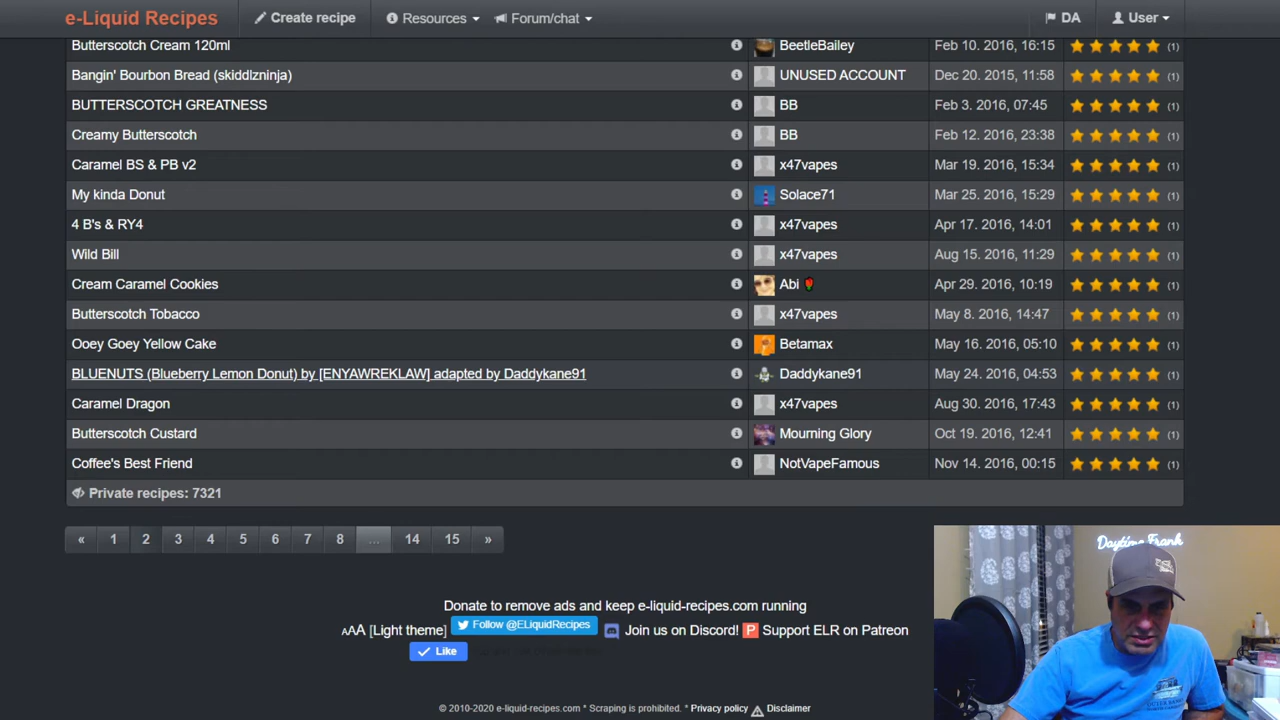 e-Liquid Recipes Create recipe Resources Forum/chat DA User
Butterscotch Cream 120ml BeetleBailey Feb 10. 2016, 16:15 (1)
Bangin' Bourbon Bread (skiddlzninja) UNUSED ACCOUNT Dec 20. 2015, 11:58 (1)
BUTTERSCOTCH GREATNESS BB Feb 3. 2016, 07:45 (1)
Creamy Butterscotch BB Feb 12. 2016, 23:38 (1)
Caramel BS & PB v2 x47vapes Mar 19. 2016, 15:34 (1)
My kinda Donut Solace71 Mar 25. 2016, 15:29 (1)
4 B's & RY4 x47vapes Apr 17. 2016, 14:01 (1)
Wild Bill x47vapes Aug 15. 2016, 11:29 (1)
Cream Caramel Cookies Abi Apr 29. 2016, 10:19 (1)
Butterscotch Tobacco x47vapes May 8. 2016, 14:47 (1)
Ooey Goey Yellow Cake Betamax May 16. 2016, 05:10 (1)
BLUENUTS (Blueberry Lemon Donut) by [ENYAWREKLAW] adapted by Daddykane91 Daddykane91 May 24. 2016, 04:53 (1)
Caramel Dragon x47vapes Aug 30. 2016, 17:43 (1)
Butterscotch Custard Mourning Glory Oct 19. 2016, 12:41 (1)
Coffee's Best Friend NotVapeFamous Nov 14. 2016, 00:15 (1)
Private recipes: 7321
« 1 2 3 4 5 6 7 8 ... 14 15 »
Daytime Frank
Donate to remove ads and keep e-liquid-recipes.com running
AAA [Light theme] Follow @ELiquidRecipes Join us on Discord! Support ELR on Patreon
Like
© 2010-2020 e-liquid-recipes.com * Scraping is prohibited. * Privacy policy Disclaimer